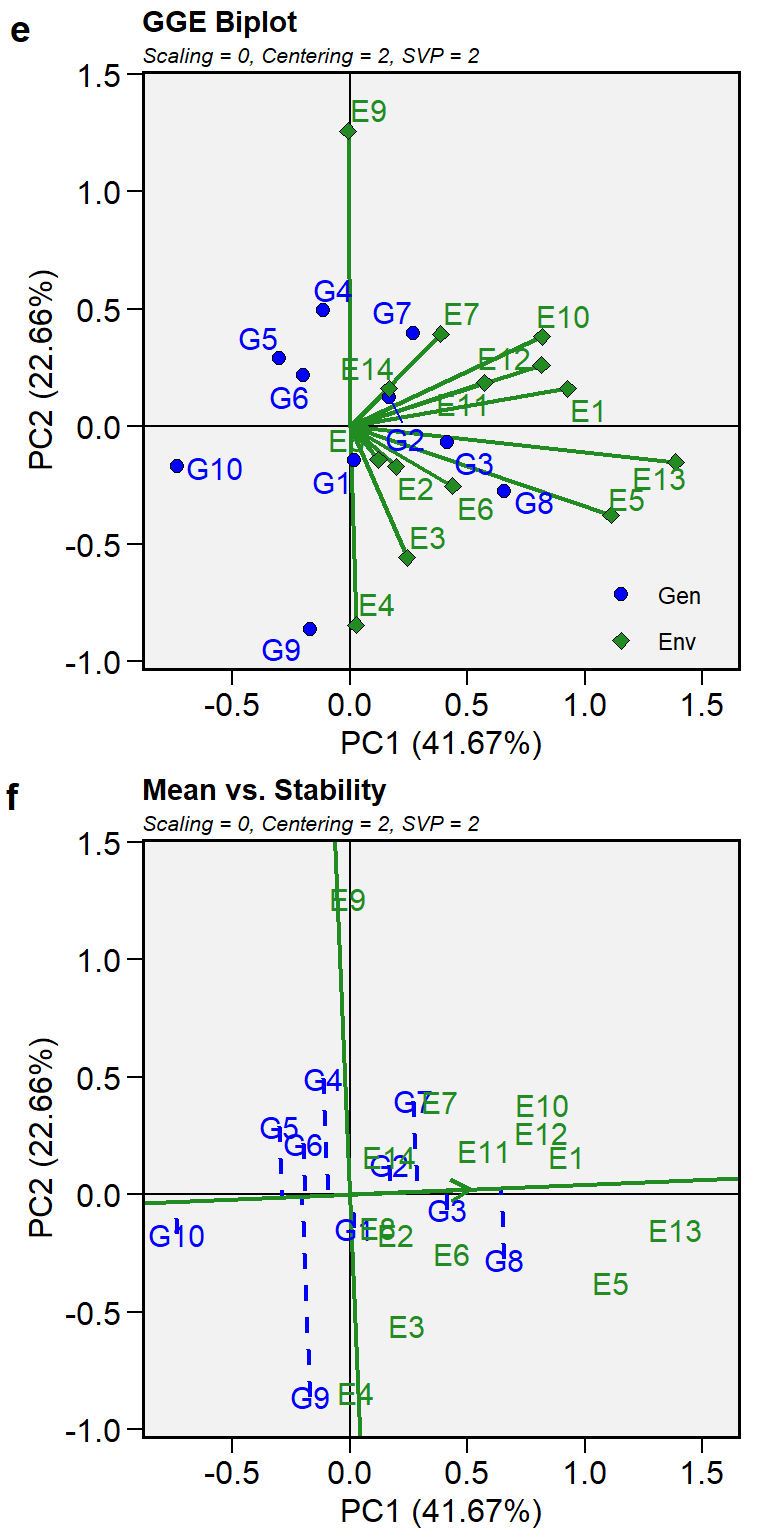 e
GGE Biplot
Scaling = 0, Centering = 2, SVP = 2
1.5
E9
1.0
PC2 (22.66%)
0.5
G4
G7
E7
E10
G5
E14
E12
G6
E11
E1
0.0
E
G2
G10
G1
G3
E13
E2
E6
G8
E5
-0.5
E3
E4
Gen
G9
Env
-1.0
-0.5
0.0
0.5
1.0
1.5
PC1 (41.67%)
f
Mean vs. Stability
Scaling = 0, Centering = 2, SVP = 2
1.5
E9
1.0
PC2 (22.66%)
0.5
G4
G7
E7
E10
G5
G6
E12
E14
G2
E11
E1
0.0
G3
G10
G1
E2
E13
E6
G8
E5
-0.5
E3
G9
E4
-1.0
-0.5
0.0
0.5
1.0
1.5
PC1 (41.67%)